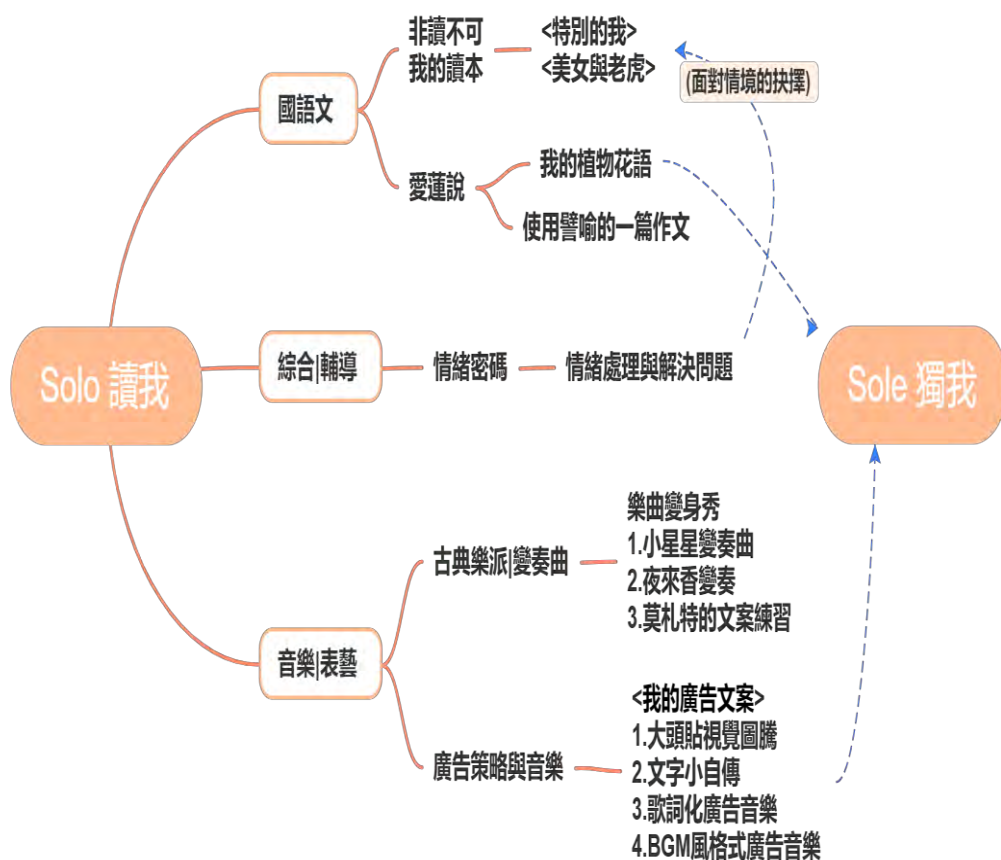 Solo 讀我
國語文
非讀不可
我的讀本
<特別的我>
<美女與老虎>
(面對情境的抉擇)
愛蓮說
我的植物花語
使用譬喻的一篇作文
綜合|輔導
情緒密碼
情緒處理與解決問題
Sole 獨我
音樂|表藝
古典樂派|變奏曲
樂曲變身秀
1.小星星變奏曲
2.夜來香變奏
3.莫札特的文案練習
廣告策略與音樂
<我的廣告文案>
1.大頭貼視覺圖騰
2.文字小自傳
3.歌詞化廣告音樂
4.BGM風格式廣告音樂